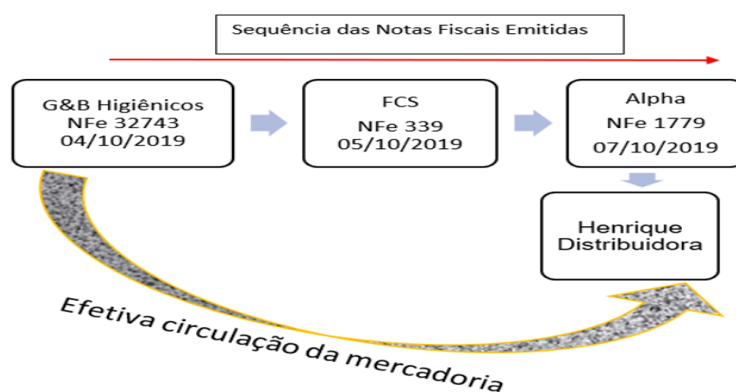 Sequência das Notas Fiscais Emitidas
G&B Higiênicos
NFe 32743
04/10/2019
FCS
NFe 339
05/10/2019
Alpha
NFe 1779
07/10/2019
Henrique
Distribuidora
Efetiva circulação da mercadoria